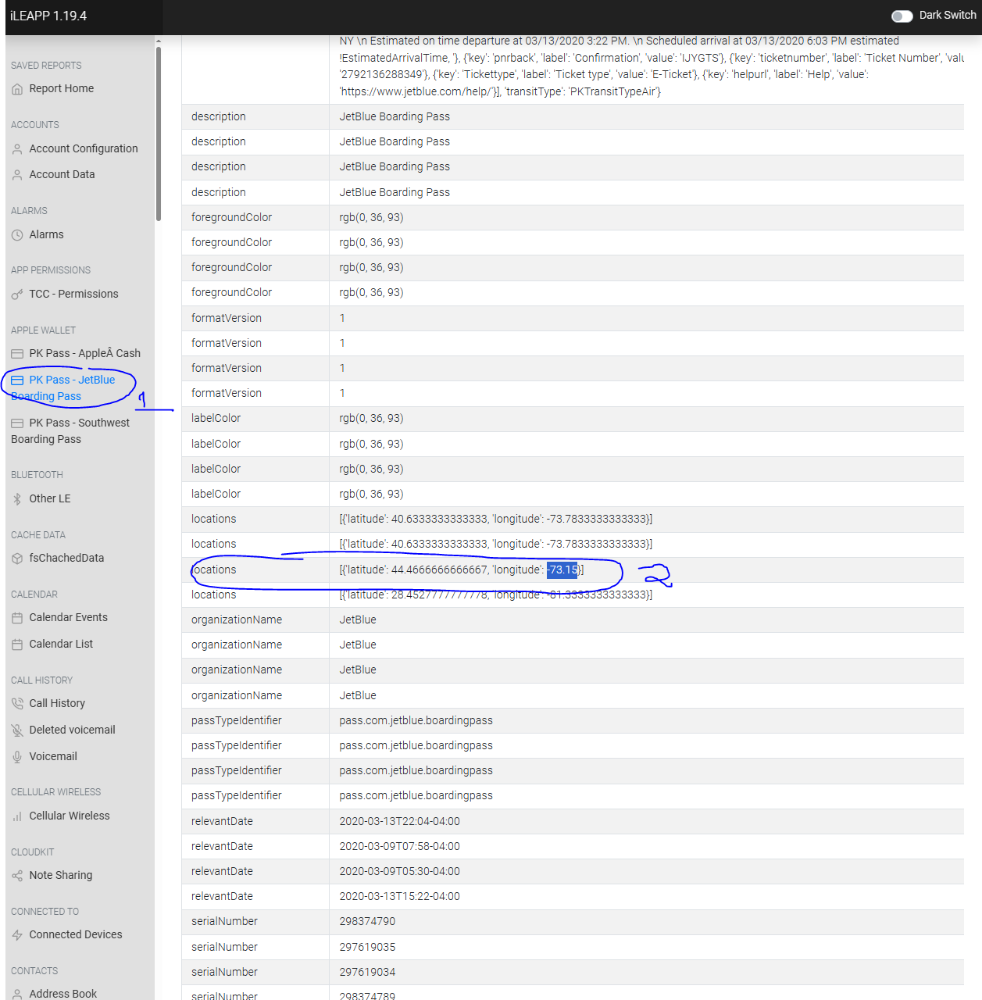 iLEAPP 1.19.4
Dark Switch
SAVED REPORTS
Report Home
ACCOUNTS
Account Configuration
Account Data
ALARMS
Alarms
APP PERMISSIONS
TCC - Permissions
APPLE WALLET
PK Pass - AppleÂ Cash
PK Pass - JetBlue
Boarding Pass
1
PK Pass - Southwest
Boarding Pass
BLUETOOTH
Other LE
CACHE DATA
fsChachedData
CALENDAR
Calendar Events
Calendar List
CALL HISTORY
Call History
Deleted voicemail
Voicemail
CELLULAR WIRELESS
Cellular Wireless
CLOUDKIT
Note Sharing
CONNECTED TO
Connected Devices
CONTACTS
Address Book
NY \n Estimated on time departure at 03/13/2020 3:22 PM. \n Scheduled arrival at 03/13/2020 6:03 PM estimated
!EstimatedArrivalTime, '}, {'key': 'pnrback', 'label': 'Confirmation', 'value': 'IJYGTS'}, {'key': 'ticketnumber', 'label': 'Ticket Number', 'valu
'2792136288349'}, {'key': 'Tickettype', 'label': 'Ticket type', 'value': 'E-Ticket'}, {'key': 'helpurl', 'label': 'Help', 'value':
'https://www.jetblue.com/help/'}], 'transitType': 'PKTransitTypeAir'}
description JetBlue Boarding Pass
description JetBlue Boarding Pass
description JetBlue Boarding Pass
description JetBlue Boarding Pass
foregroundColor rgb(0, 36, 93)
foregroundColor rgb(0, 36, 93)
foregroundColor rgb(0, 36, 93)
foregroundColor rgb(0, 36, 93)
formatVersion 1
formatVersion 1
formatVersion 1
formatVersion 1
labelColor rgb(0, 36, 93)
labelColor rgb(0, 36, 93)
labelColor rgb(0, 36, 93)
labelColor rgb(0, 36, 93)
locations [{'latitude': 40.6333333333333, 'longitude': -73.7833333333333}]
locations [{'latitude': 40.6333333333333, 'longitude': -73.7833333333333}]
locations [{'latitude': 44.4666666666667, 'longitude': -73.15}] 2
locations [{'latitude': 28.4527777777778, 'longitude': -81.3333333333333}]
organizationName JetBlue
organizationName JetBlue
organizationName JetBlue
organizationName JetBlue
passTypeIdentifier pass.com.jetblue.boardingpass
passTypeIdentifier pass.com.jetblue.boardingpass
passTypeIdentifier pass.com.jetblue.boardingpass
passTypeIdentifier pass.com.jetblue.boardingpass
relevantDate 2020-03-13T22:04-04:00
relevantDate 2020-03-09T07:58-04:00
relevantDate 2020-03-09T05:30-04:00
relevantDate 2020-03-13T15:22-04:00
serialNumber 298374790
serialNumber 297619035
serialNumber 297619034
serialNumber 298374789